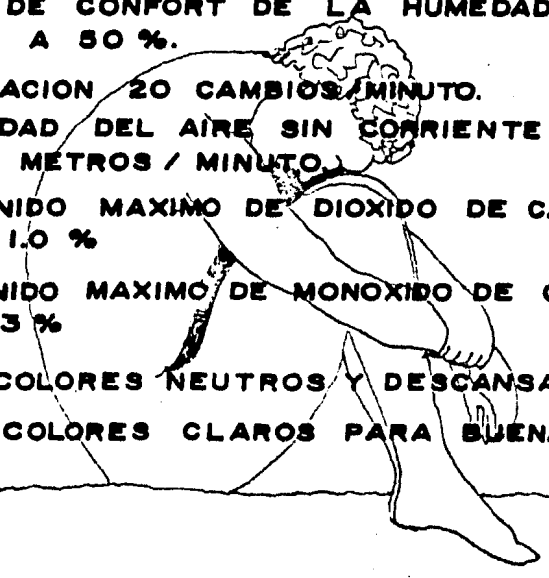 DE CONFORT DE LA HUMEDAD
A 50 %.
ACION 20 CAMBIOS/MINUTO.
DAD DEL AIRE SIN CORRIENTE
METROS / MINUTO.
NIDO MAXIMO DE DIOXIDO DE C
1.0 %
NIDO MAXIMO DE MONOXIDO DE
3 %
COLORES NEUTROS Y DESCANSA
COLORES CLAROS PARA BUEN